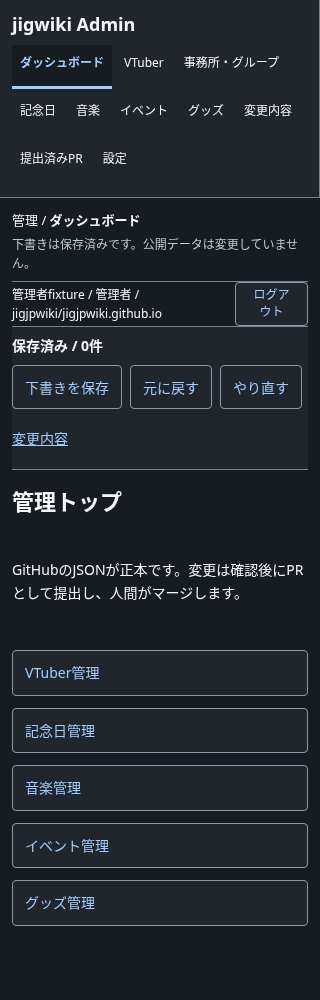 jigwiki Admin
ダッシュボード VTuber 事務所・グループ
記念日 音楽 イベント グッズ 変更内容
提出済みPR 設定
管理 / ダッシュボード
下書きは保存済みです。公開データは変更していませ
ん。
管理者fixture / 管理者 /
jigjpwiki/jigjpwiki.github.io
ログア
ウト
保存済み / 0件
下書きを保存 元に戻す やり直す
変更内容
管理トップ
GitHubのJSONが正本です。変更は確認後にPR
として提出し、人間がマージします。
VTuber管理
記念日管理
音楽管理
イベント管理
グッズ管理